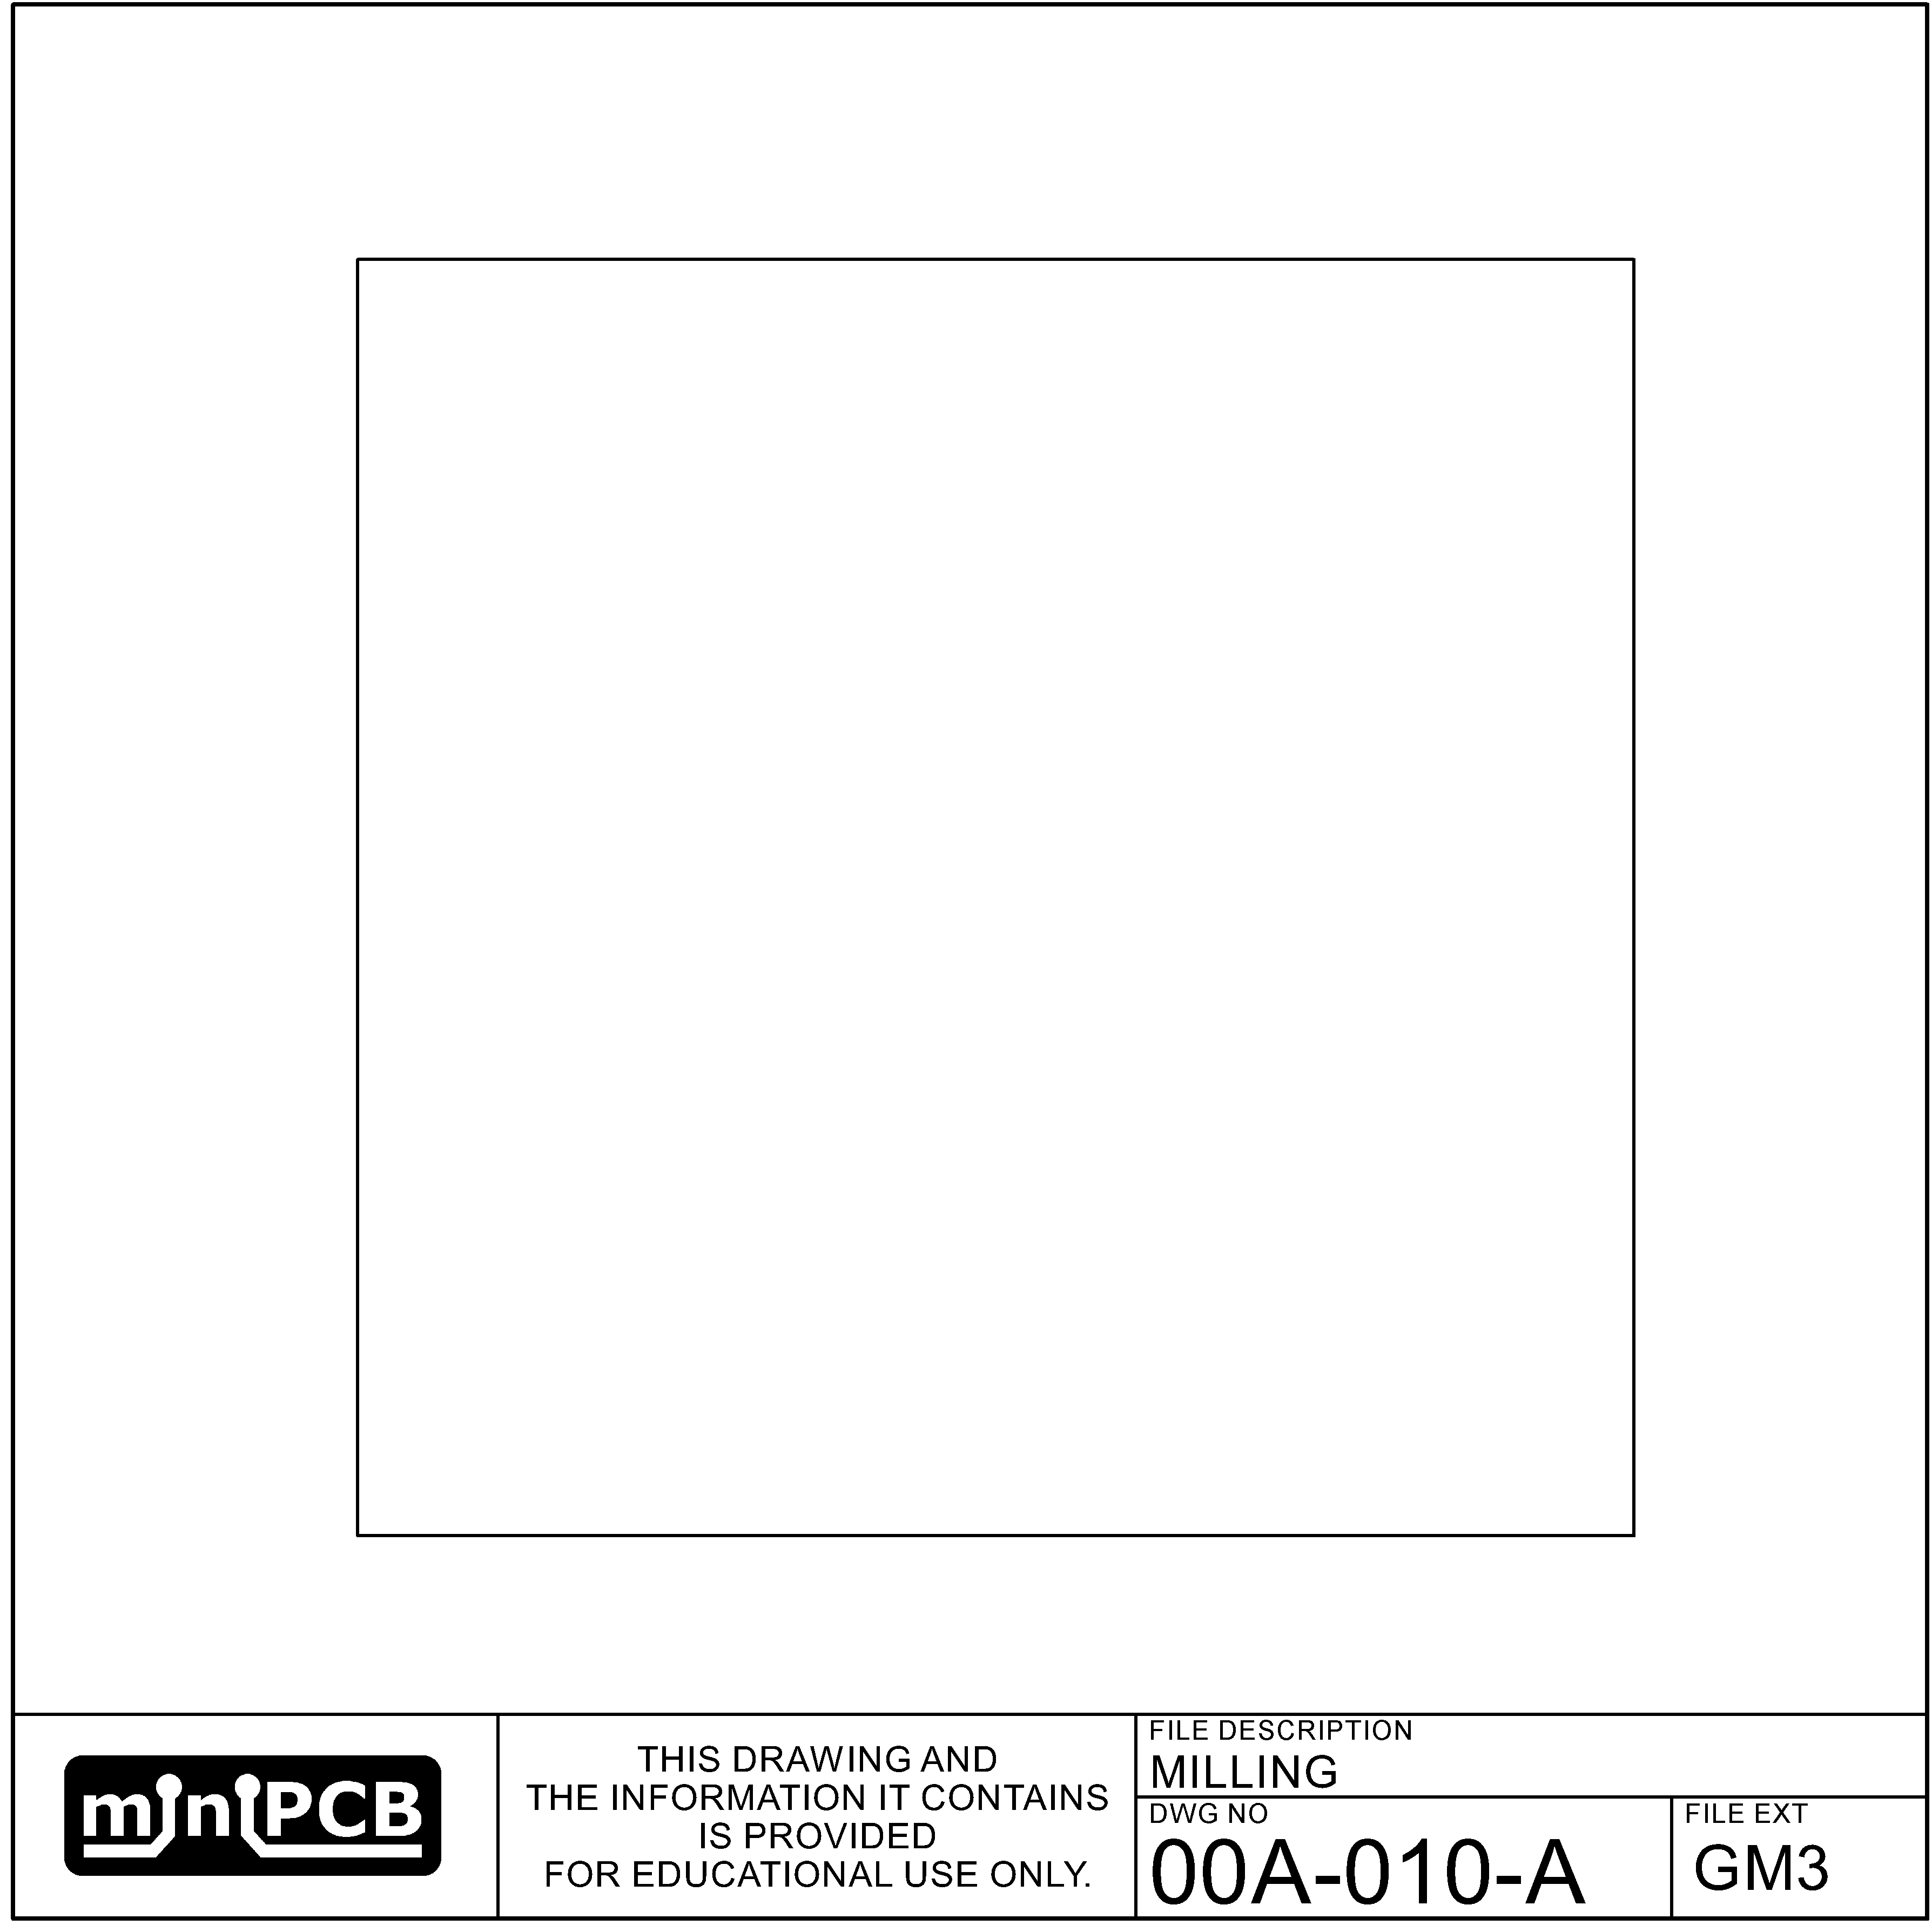 miniPCB
THIS DRAWING AND
THE INFORMATION IT CONTAINS
IS PROVIDED
FOR EDUCATIONAL USE ONLY.
FILE DESCRIPTION
MILLING
DWG NO
00A-010-A
FILE EXT
GM3